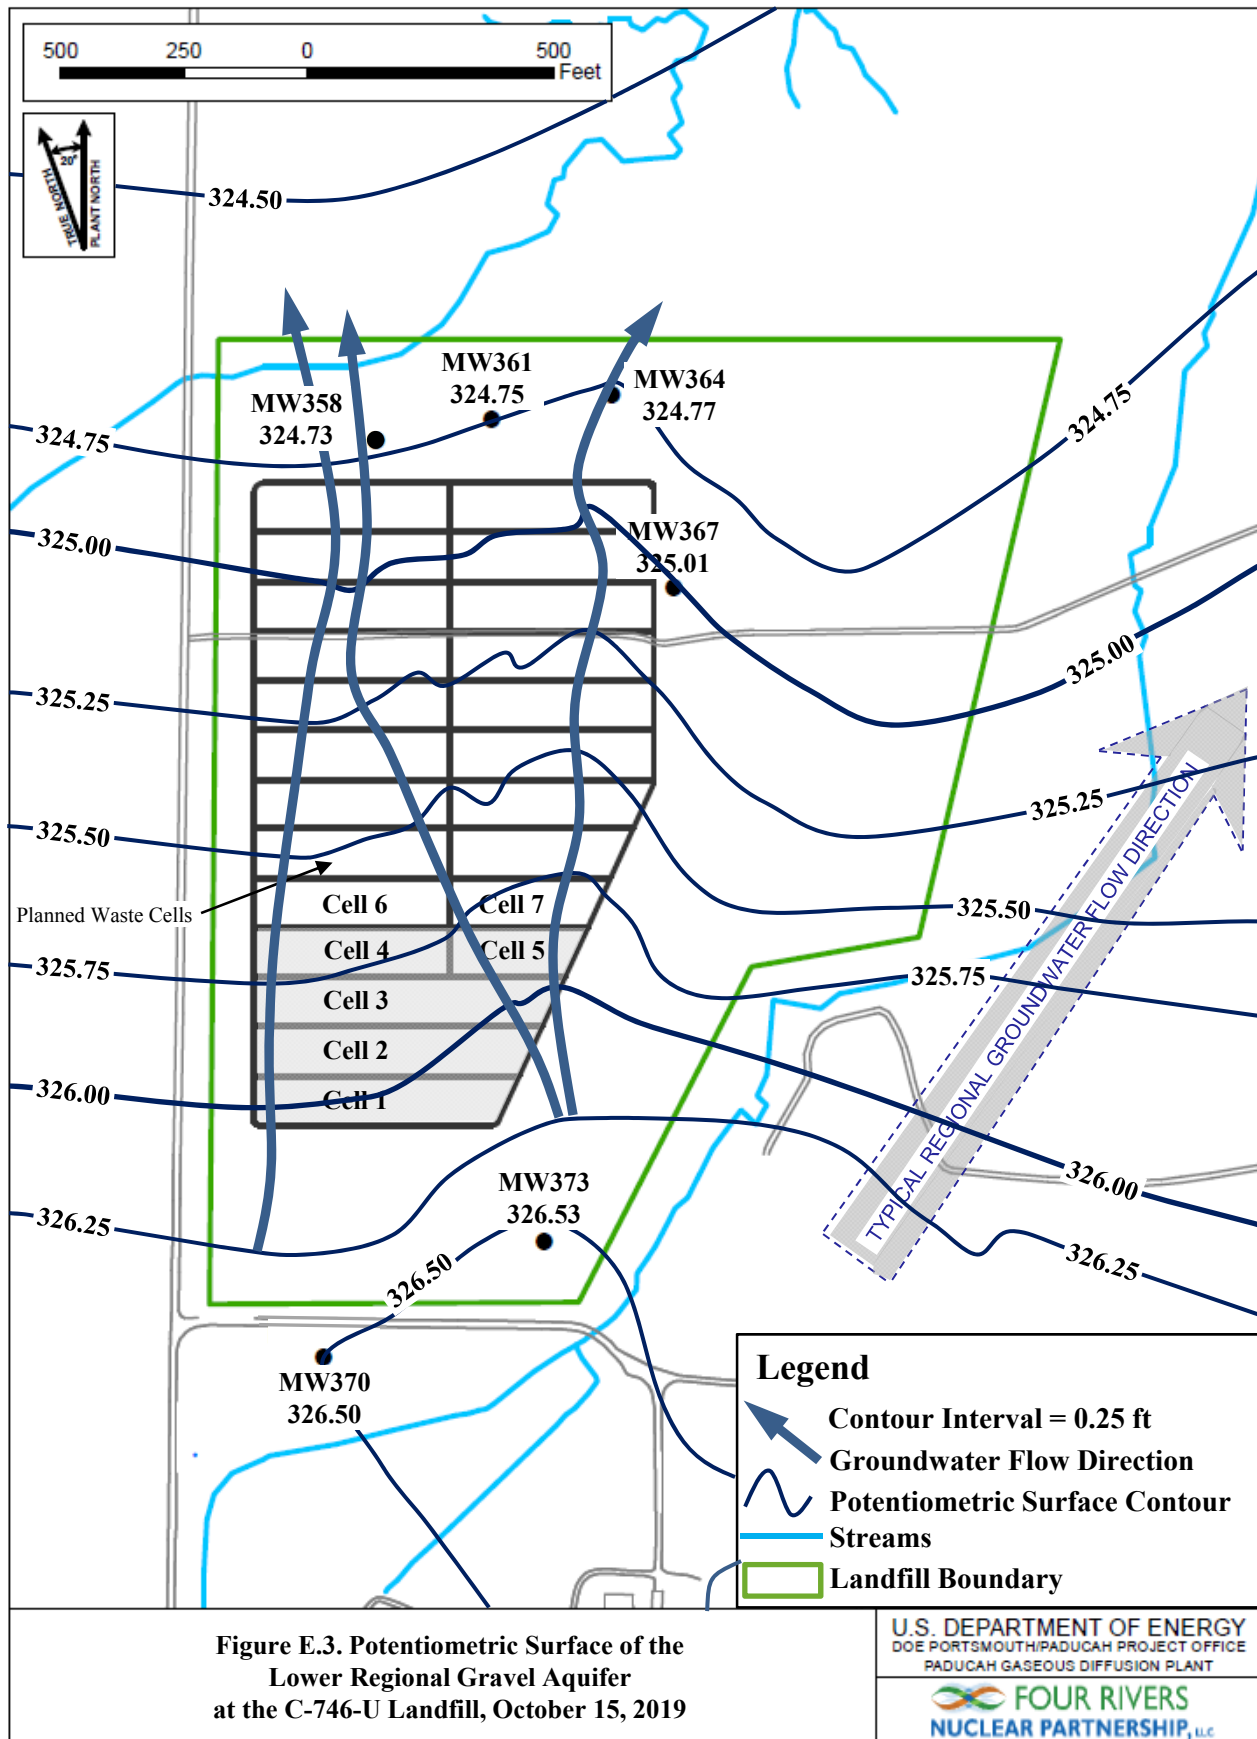 500 250 0 500
Feet
20°
TRUE NORTH
PLANT NORTH
324.50
MW361
324.75
MW364
324.77
MW358
324.73
324.75
324.75
325.00
MW367
325.01
325.00
325.25
325.25
325.50
Planned Waste Cells
Cell 6
Cell 7
325.50
Cell 4
Cell 5
325.75
325.75
Cell 3
Cell 2
326.00
Cell 1
326.00
TYPICAL REGIONAL GROUNDWATER FLOW DIRECTION
MW373
326.53
326.25
326.25
326.50
MW370
326.50
Legend
Contour Interval = 0.25 ft
Groundwater Flow Direction
Potentiometric Surface Contour
Streams
Landfill Boundary
Figure E.3. Potentiometric Surface of the
Lower Regional Gravel Aquifer
at the C-746-U Landfill, October 15, 2019
U.S. DEPARTMENT OF ENERGY
DOE PORTSMOUTH/PADUCAH PROJECT OFFICE
PADUCAH GASEOUS DIFFUSION PLANT
FOUR RIVERS
NUCLEAR PARTNERSHIP, LLC